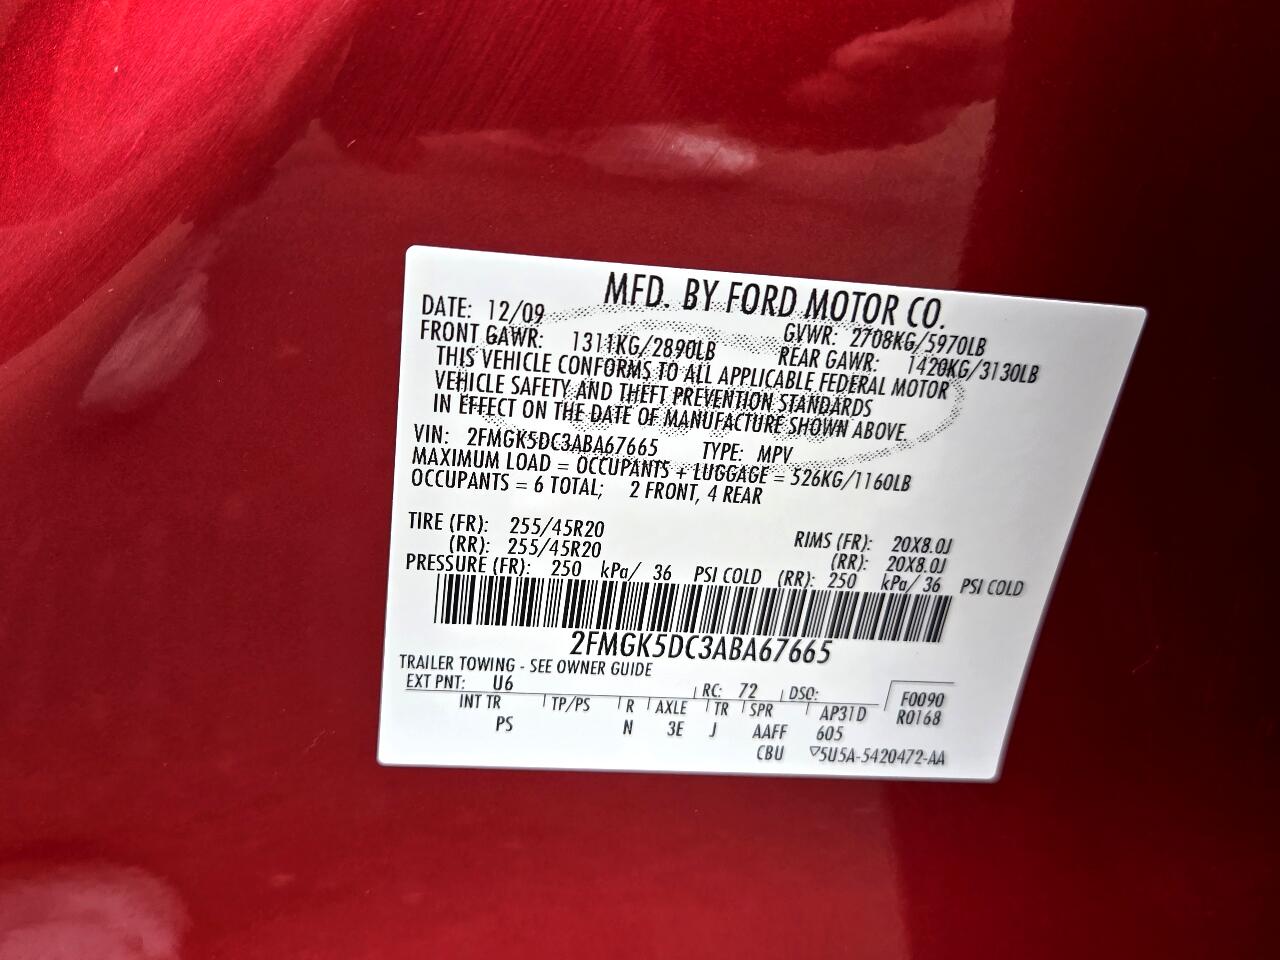 MFD. BY FORD MOTOR CO.
DATE: 12/09 GVWR: 2708KG/5970LB
FRONT GAWR: 1311KG/2890LB REAR GAWR: 1420KG/3130LB
THIS VEHICLE CONFORMS TO ALL APPLICABLE FEDERAL MOTOR
VEHICLE SAFETY AND THEFT PREVENTION STANDARDS
IN EFFECT ON THE DATE OF MANUFACTURE SHOWN ABOVE.
VIN: 2FMGK5DC3ABA67665 TYPE: MPV
MAXIMUM LOAD = OCCUPANTS + LUGGAGE = 526KG/1160LB
OCCUPANTS = 6 TOTAL; 2 FRONT, 4 REAR
TIRE (FR): 255/45R20 RIMS (FR): 20X8.0J
(RR): 255/45R20 (RR): 20X8.0J
PRESSURE (FR): 250 kPa/ 36 PSI COLD (RR): 250 kPa/ 36 PSI COLD
2FMGK5DC3ABA67665
TRAILER TOWING - SEE OWNER GUIDE
EXT PNT: U6 RC: 72 DSO: F0090
INT TR TP/PS R AXLE TR SPR AP31D R0168
PS N 3E J AAFF 605
CBU ▽5U5A-5420472-AA